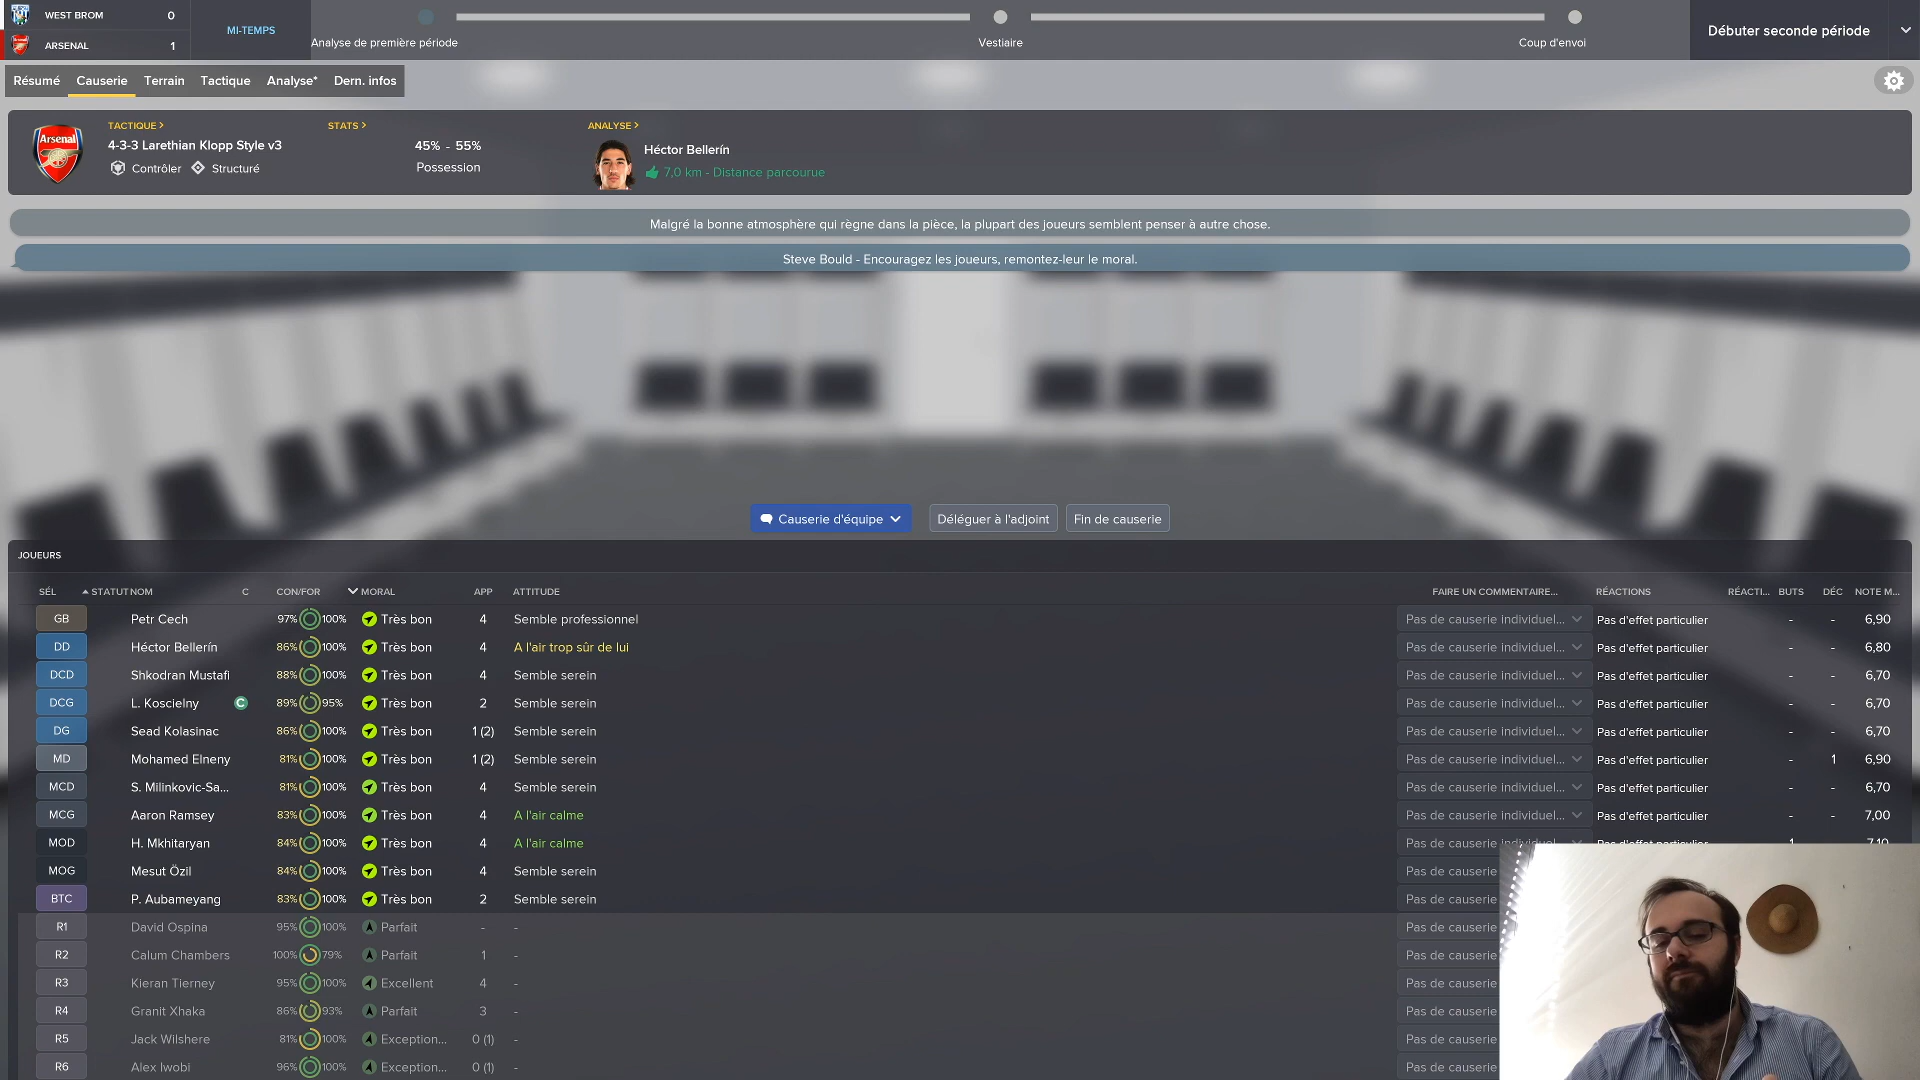 WEST BROM 0
ARSENAL 1
MI-TEMPS
Analyse de première période
Vestiaire
Coup d'envoi
Débuter seconde période
Résumé Causerie Terrain Tactique Analyse* Dern. infos
Arsenal
TACTIQUE >
4-3-3 Larethian Klopp Style v3
Contrôler Structuré
STATS >
45% - 55%
Possession
ANALYSE >
Héctor Bellerín
7,0 km - Distance parcourue
Malgré la bonne atmosphère qui règne dans la pièce, la plupart des joueurs semblent penser à autre chose.
Steve Bould - Encouragez les joueurs, remontez-leur le moral.
Causerie d'équipe Déléguer à l'adjoint Fin de causerie
JOUEURS
SÉL STATUT NOM C CON/FOR MORAL APP ATTITUDE FAIRE UN COMMENTAIRE... RÉACTIONS RÉACTI... BUTS DÉC NOTE M...
GB Petr Cech 97% 100% Très bon 4 Semble professionnel Pas de causerie individuel... Pas d'effet particulier - - 6,90
DD Héctor Bellerín 86% 100% Très bon 4 A l'air trop sûr de lui Pas de causerie individuel... Pas d'effet particulier - - 6,80
DCD Shkodran Mustafi 88% 100% Très bon 4 Semble serein Pas de causerie individuel... Pas d'effet particulier - - 6,70
DCG L. Koscielny C 89% 95% Très bon 2 Semble serein Pas de causerie individuel... Pas d'effet particulier - - 6,70
DG Sead Kolasinac 86% 100% Très bon 1 (2) Semble serein Pas de causerie individuel... Pas d'effet particulier - - 6,70
MD Mohamed Elneny 81% 100% Très bon 1 (2) Semble serein Pas de causerie individuel... Pas d'effet particulier - 1 6,90
MCD S. Milinkovic-Sa... 81% 100% Très bon 4 Semble serein Pas de causerie individuel... Pas d'effet particulier - - 6,70
MCG Aaron Ramsey 83% 100% Très bon 4 A l'air calme Pas de causerie individuel... Pas d'effet particulier - - 7,00
MOD H. Mkhitaryan 84% 100% Très bon 4 A l'air calme Pas de causerie individuel... Pas d'effet particulier 1 - 7,10
MOG Mesut Özil 84% 100% Très bon 4 Semble serein Pas de causerie
BTC P. Aubameyang 83% 100% Très bon 2 Semble serein Pas de causerie
R1 David Ospina 95% 100% Parfait - - Pas de causerie
R2 Calum Chambers 100% 79% Parfait 1 - Pas de causerie
R3 Kieran Tierney 95% 100% Excellent 4 - Pas de causerie
R4 Granit Xhaka 86% 93% Parfait 3 - Pas de causerie
R5 Jack Wilshere 81% 100% Exception... 0 (1) - Pas de causerie
R6 Alex Iwobi 96% 100% Exception... 0 (1) - Pas de causerie